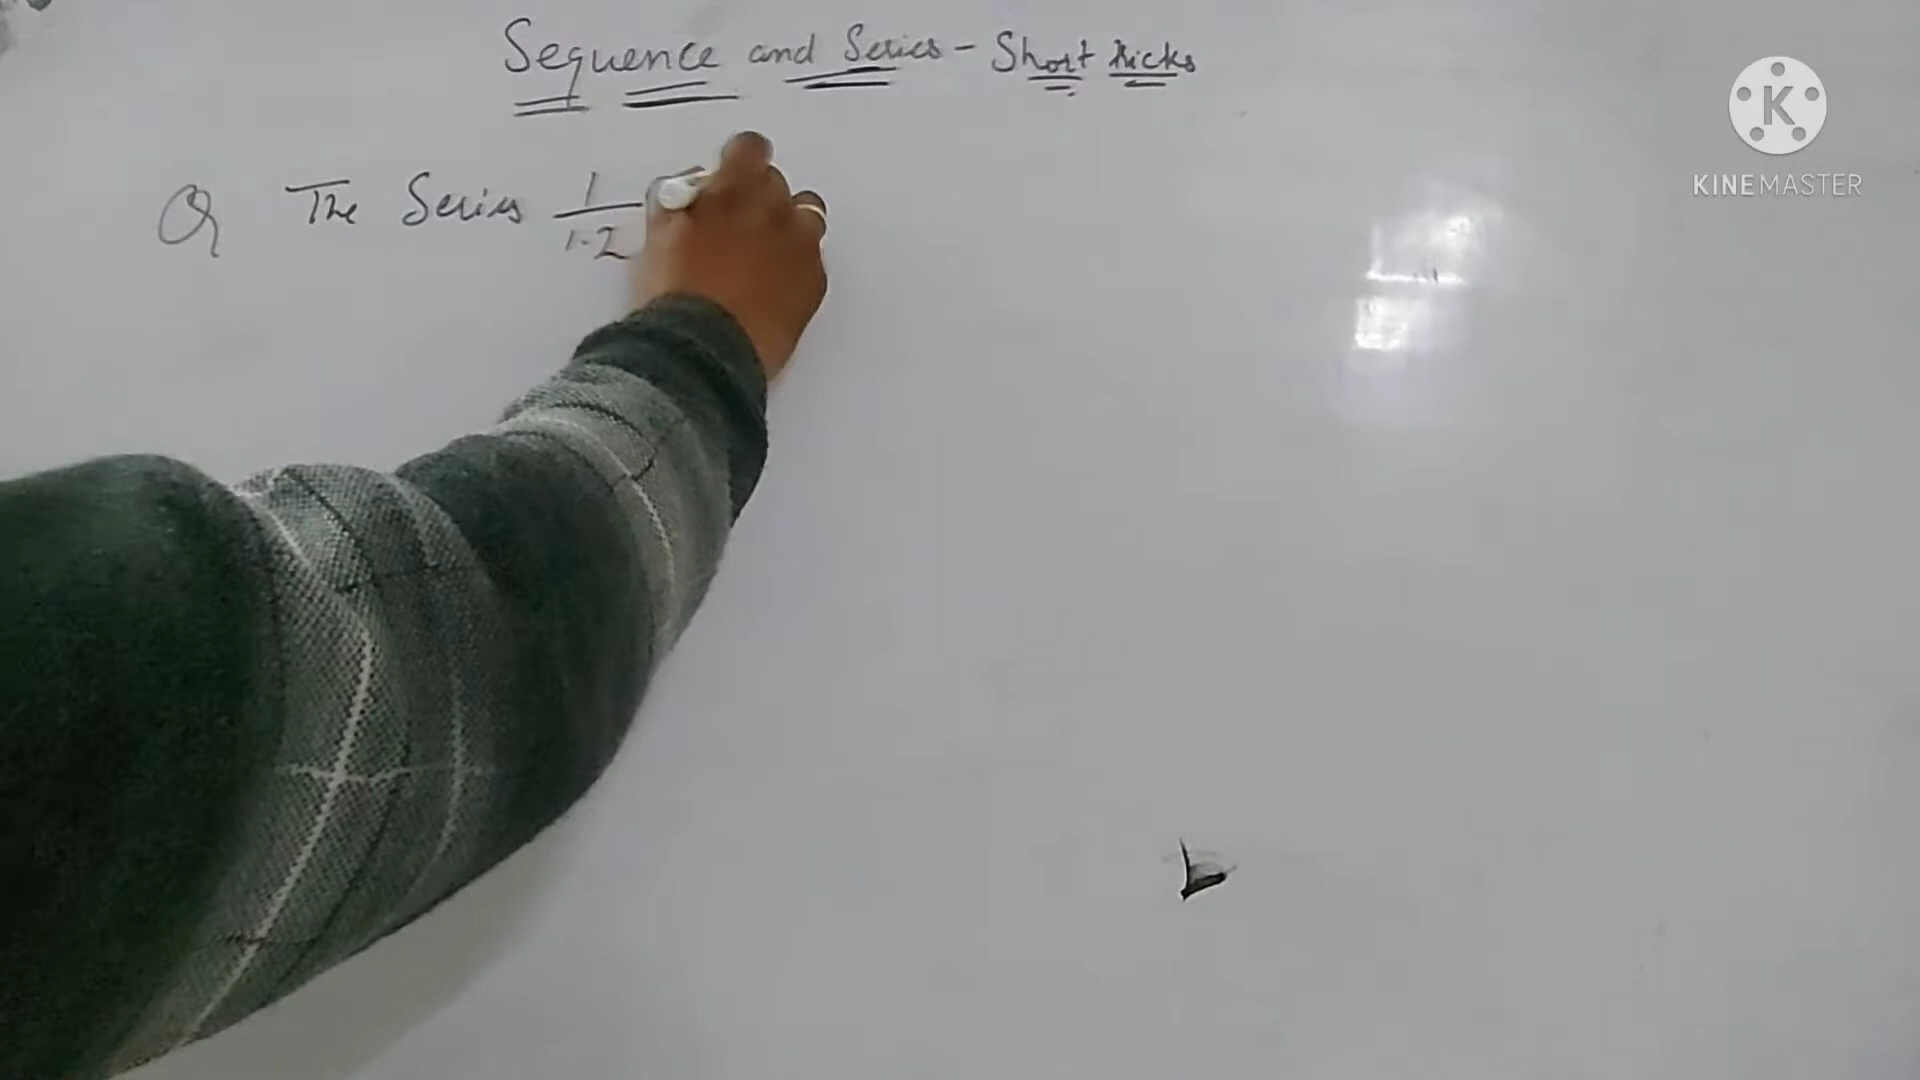 Sequence and Series - Short tricks
Q The Series 1/1.2
K
KINEMASTER